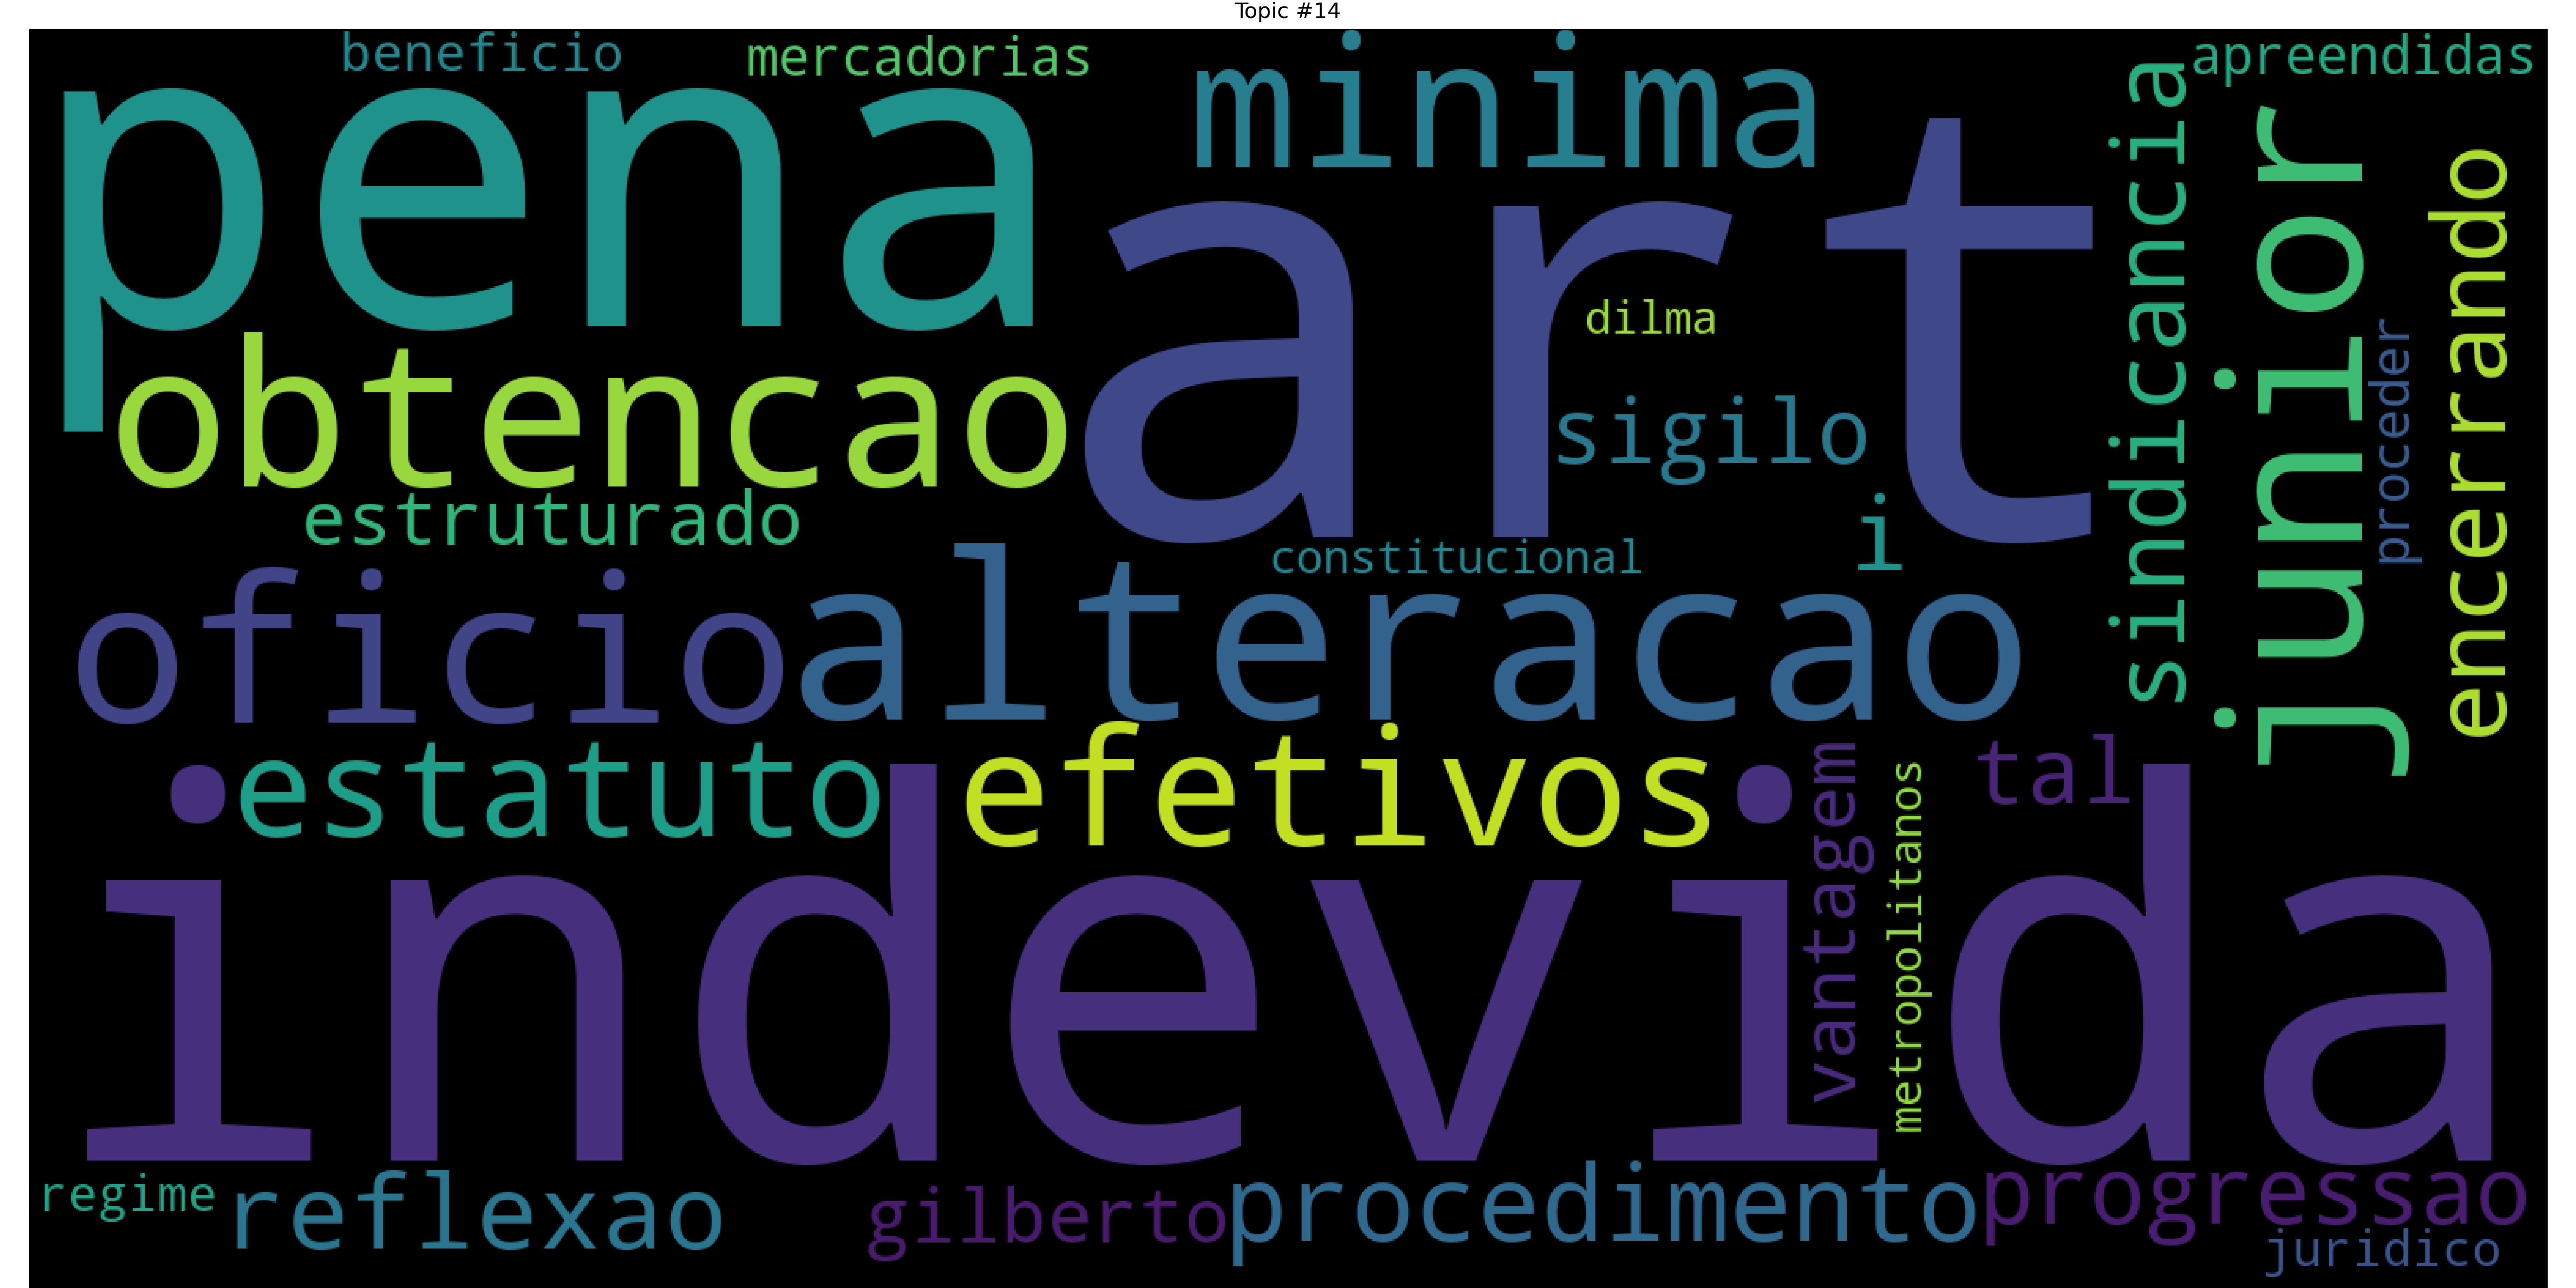 Topic #14
beneficio
mercadorias
minima
apreendidas
pena
art
sindicancia
junior
encerrando
proceder
dilma
obtencao
sigilo
estruturado
i
constitucional
oficio
alteracao
estatuto
efetivos
vantagem
metropolitanos
tal
indevida
regime
reflexao
gilberto
procedimento
progressao
juridico